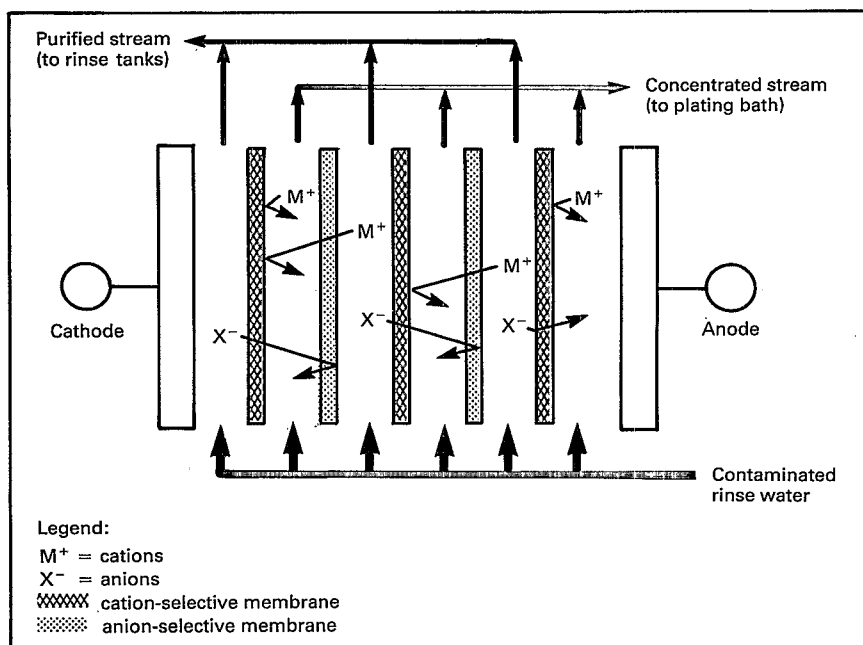 Purified stream
(to rinse tanks)
Concentrated stream
(to plating bath)
M⁺
M⁺
M⁺
M⁺
X⁻
X⁻
X⁻
Cathode
Anode
Contaminated
rinse water
Legend:
M⁺ = cations
X⁻ = anions
cation-selective membrane
anion-selective membrane